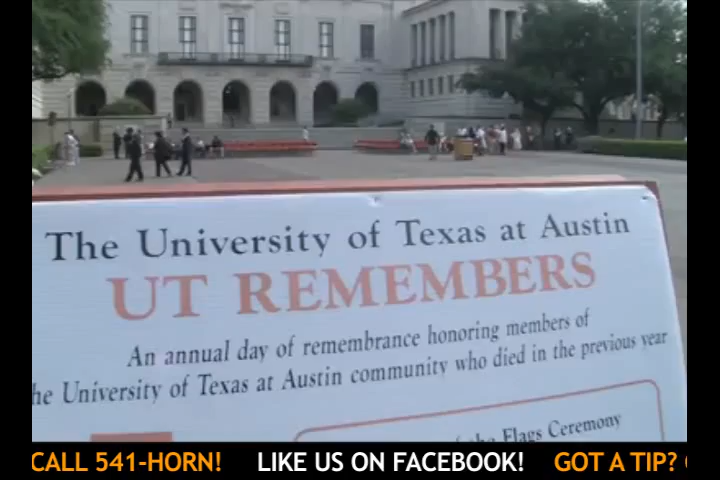 The University of Texas at Austin
UT REMEMBERS
An annual day of remembrance honoring members of
he University of Texas at Austin community who died in the previous year
the Flags Ceremony
CALL 541-HORN! LIKE US ON FACEBOOK! GOT A TIP?